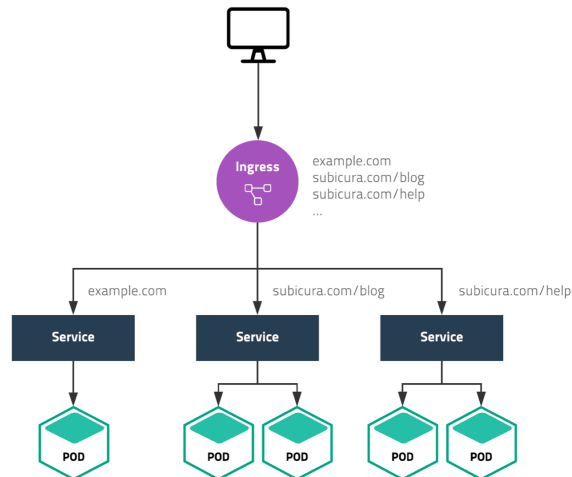 Ingress
example.com
subicura.com/blog
subicura.com/help
...
example.com
subicura.com/blog
subicura.com/help
Service
Service
Service
POD
POD
POD
POD
POD